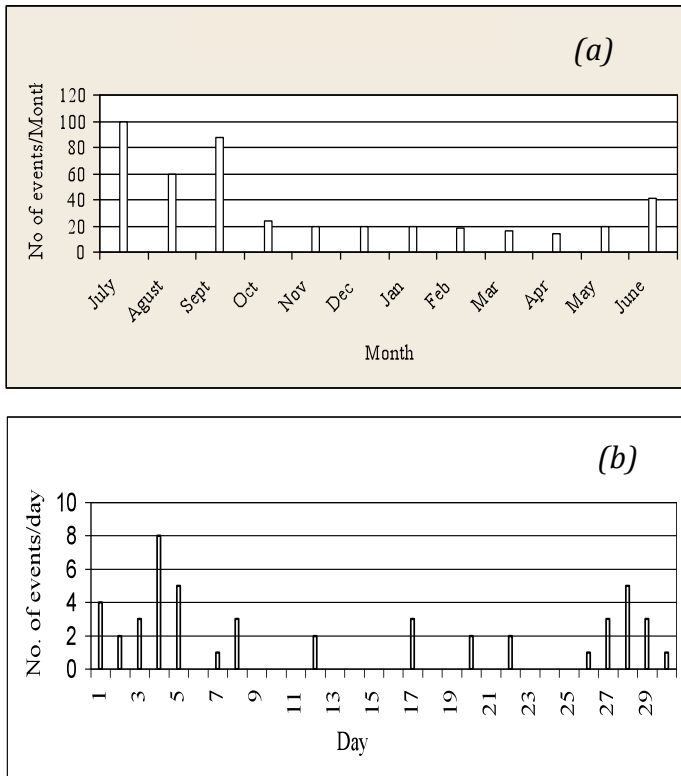 (a)
No of events/Month
120
100
80
60
40
20
0
July Agust Sept Oct Nov Dec Jan Feb Mar Apr May June
Month
(b)
No. of events/day
10
8
6
4
2
0
1 3 5 7 9 11 13 15 17 19 21 23 25 27 29
Day